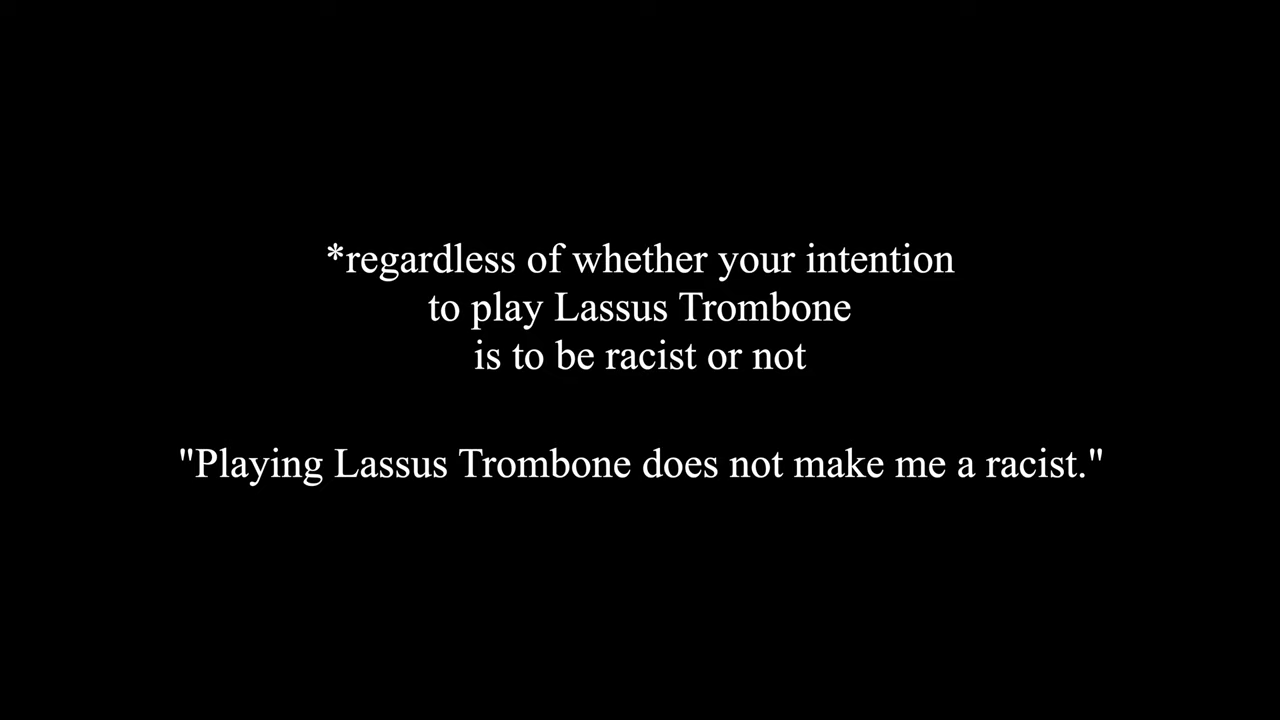 *regardless of whether your intention
to play Lassus Trombone
is to be racist or not
"Playing Lassus Trombone does not make me a racist."